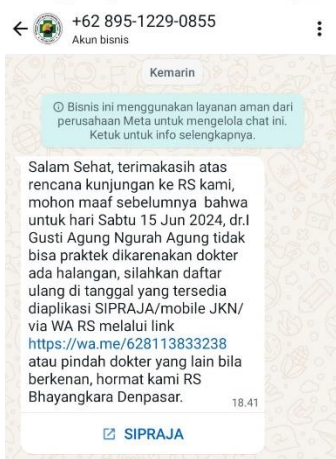 +62 895-1229-0855
Akun bisnis
Kemarin
Bisnis ini menggunakan layanan aman dari
perusahaan Meta untuk mengelola chat ini.
Ketuk untuk info selengkapnya.
Salam Sehat, terimakasih atas
rencana kunjungan ke RS kami,
mohon maaf sebelumnya  bahwa
untuk hari Sabtu 15 Jun 2024, dr.I
Gusti Agung Ngurah Agung tidak
bisa praktek dikarenakan dokter
ada halangan, silahkan daftar
ulang di tanggal yang tersedia
diaplikasi SIPRAJA/mobile JKN/
via WA RS melalui link
https://wa.me/628113833238
atau pindah dokter yang lain bila
berkenan, hormat kami RS
Bhayangkara Denpasar.
18.41
SIPRAJA